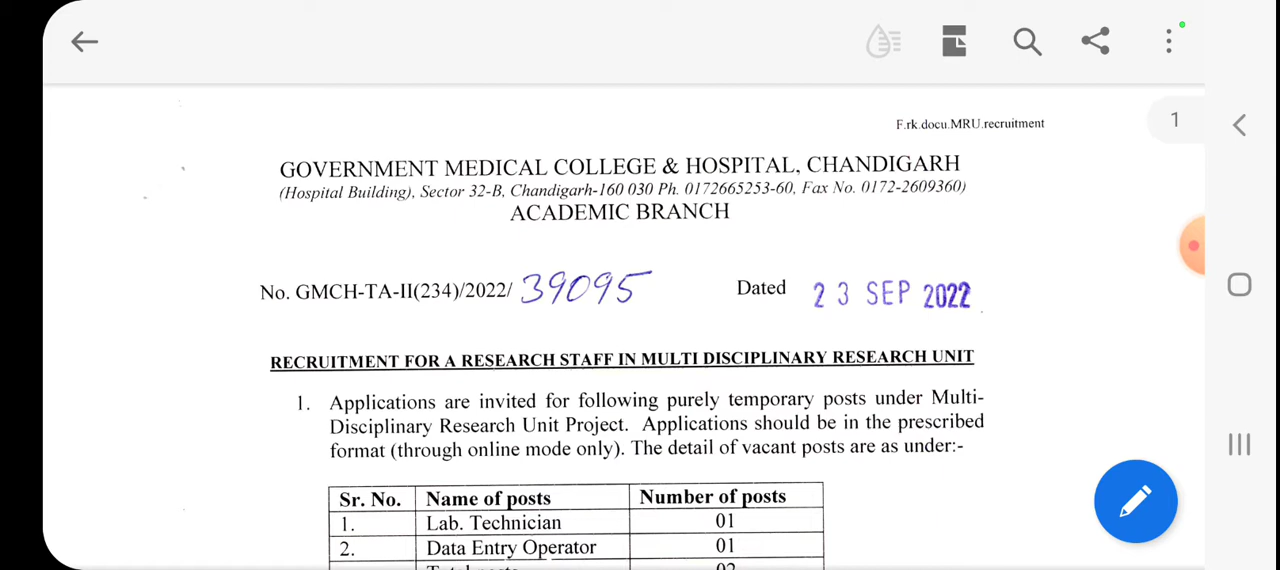 1
F.rk.docu.MRU.recruitment
GOVERNMENT MEDICAL COLLEGE & HOSPITAL, CHANDIGARH
(Hospital Building), Sector 32-B, Chandigarh-160 030 Ph. 0172665253-60, Fax No. 0172-2609360)
ACADEMIC BRANCH
No. GMCH-TA-II(234)/2022/ 39095 Dated 23 SEP 2022
RECRUITMENT FOR A RESEARCH STAFF IN MULTI DISCIPLINARY RESEARCH UNIT
1. Applications are invited for following purely temporary posts under Multi-
Disciplinary Research Unit Project. Applications should be in the prescribed
format (through online mode only). The detail of vacant posts are as under:-
Sr. No. Name of posts Number of posts
1. Lab. Technician 01
2. Data Entry Operator 01
Total posts 02